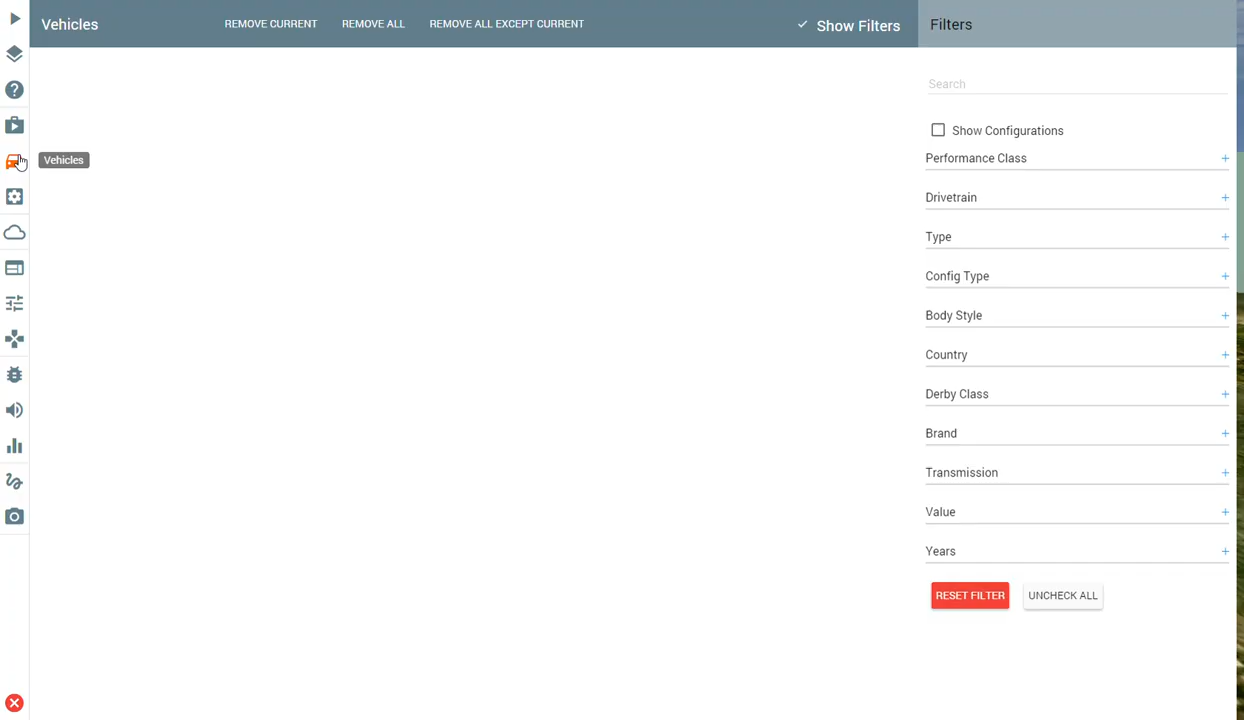 Vehicles
REMOVE CURRENT
REMOVE ALL
REMOVE ALL EXCEPT CURRENT
Show Filters
Filters
Search
Show Configurations
Vehicles
Performance Class
Drivetrain
Type
Config Type
Body Style
Country
Derby Class
Brand
Transmission
Value
Years
RESET FILTER
UNCHECK ALL